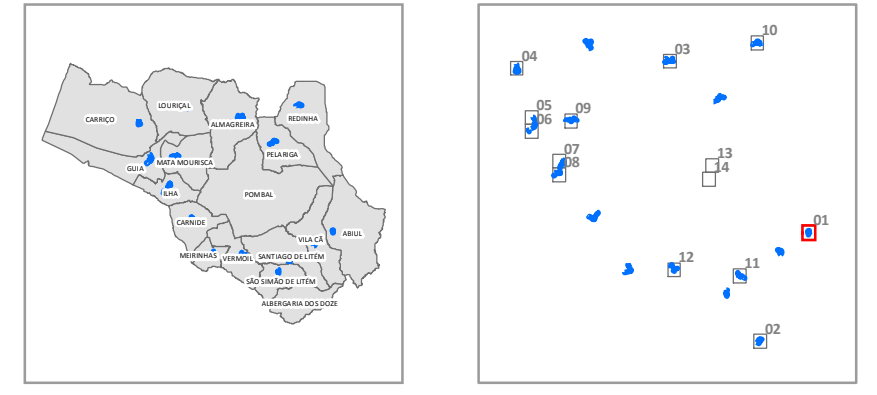 LOURIÇAL
CARRIÇO
ALMAGREIRA
REDINHA
PELARIGA
GUIA
MATA MOURISCA
ILHA
POMBAL
CARNIDE
ABIUL
VILA CÃ
MEIRINHAS
VERMOIL
SANTIAGO DE LITÉM
SÃO SIMÃO DE LITÉM
ALBERGARIA DOS DOZE
10
03
04
05
06
09
07
08
13
14
01
12
11
02